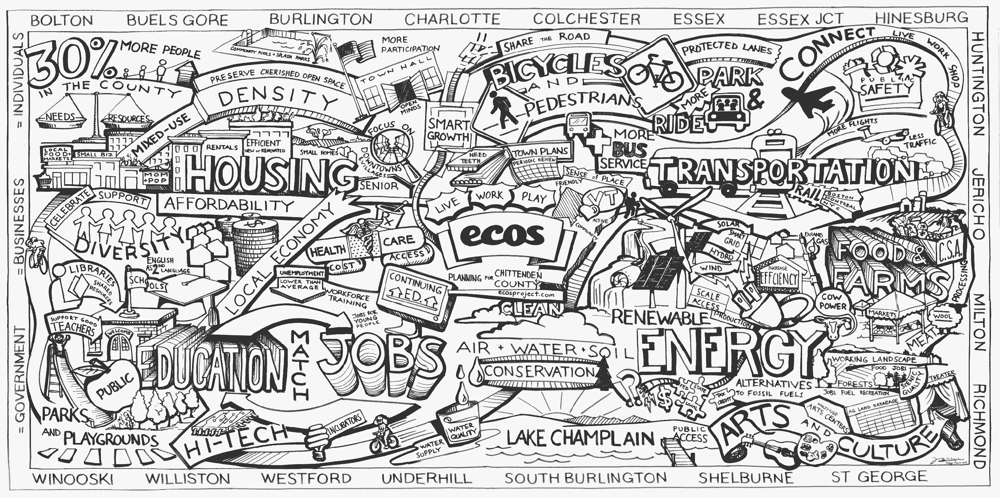 BOLTON BUELS GORE BURLINGTON CHARLOTTE COLCHESTER ESSEX ESSEX JCT HINESBURG
HUNTINGTON JERICHO MILTON RICHMOND
WINOOSKI WILLISTON WESTFORD UNDERHILL SOUTH BURLINGTON SHELBURNE ST GEORGE
= GOVERNMENT = BUSINESSES = INDIVIDUALS
30% MORE PEOPLE
IN THE COUNTY
NEEDS
RESOURCES
COMMUNITY POOLS + SPLASH PARKS
PRESERVE CHERISHED OPEN SPACE
DENSITY
MIXED-USE
MORE
PARTICIPATION
TOWN HALL
OPEN
MINDS
LOCAL
FOOD +
MARKETS
SMALL BIZ
MOM
+ POP
RENTALS
EFFICIENT
NEW or RENOVATED
SMALL HOMES
HOUSING
FOCUS ON
DOWNTOWNS
& VILLAGES
SENIOR
AFFORDABILITY
SMART
GROWTH
SHARE THE ROAD
BICYCLES
AND
PEDESTRIANS
PROTECTED LANES
PARK
&
RIDE
MORE
MORE
BUS
SERVICE
CONNECT
LIVE WORK SHOP
PUBLIC
SAFETY
MORE FLIGHTS
LESS
TRAFFIC
TRANSPORTATION
RAIL
BOSTON
MONTREAL
NYC
NEED
TEETH
TOWN PLANS
PERIODIC REVIEW
SENSE of PLACE
FRIENDLY
VT
ACTIVE
COMMUNITY
LIVE
WORK
PLAY
ecos
PLANNING FOR CHITTENDEN
COUNTY
ecosproject.com
CELEBRATE
SUPPORT
DIVERSITY
ENGLISH
AS 2ND LANGUAGE
LIBRARIES
SHARED
RESOURCES
SCHOOLS
SUPPORT GOOD
TEACHERS
WELCOME
EDUCATION
PUBLIC
PARKS
AND PLAYGROUNDS
$
LOCAL ECONOMY
RX
HEALTH
CARE
ACCESS
COST
UNEMPLOYMENT
LOWER THAN
AVERAGE
WORKFORCE
TRAINING
CONTINUING
ED.
JOBS FOR
YOUNG
PEOPLE
MATCH
JOBS
HI-TECH
INCUBATORS
CLEAN
AIR + WATER + SOIL
CONSERVATION
WATER
QUALITY
WATER
SUPPLY
LAKE CHAMPLAIN
PUBLIC
ACCESS
SOLAR
SMART
GRID
HYDRO
WIND
EXPAND
GAS
INCREASE
EFFCIENCY
SCALE
ACCESS
PRODUCTION
RENEWABLE
ENERGY
?
$
FED
STATE
LOCAL
TAX
CREDIT
ALTERNATIVES
TO FOSSIL FUELS
C.S.A.
FOOD &
FARMS
PROCESSING
COW
POWER
MARKETS
WOOL
MEAT
WORKING LANDSCAPE
FOOD JOBS
FORESTS
JOBS FUEL RECREATION
SCENIC
QUALITY
THEATER
MULTI-USE
ARTS CENTERS
AG LAND DATABASE
ARTS
AND
CULTURE